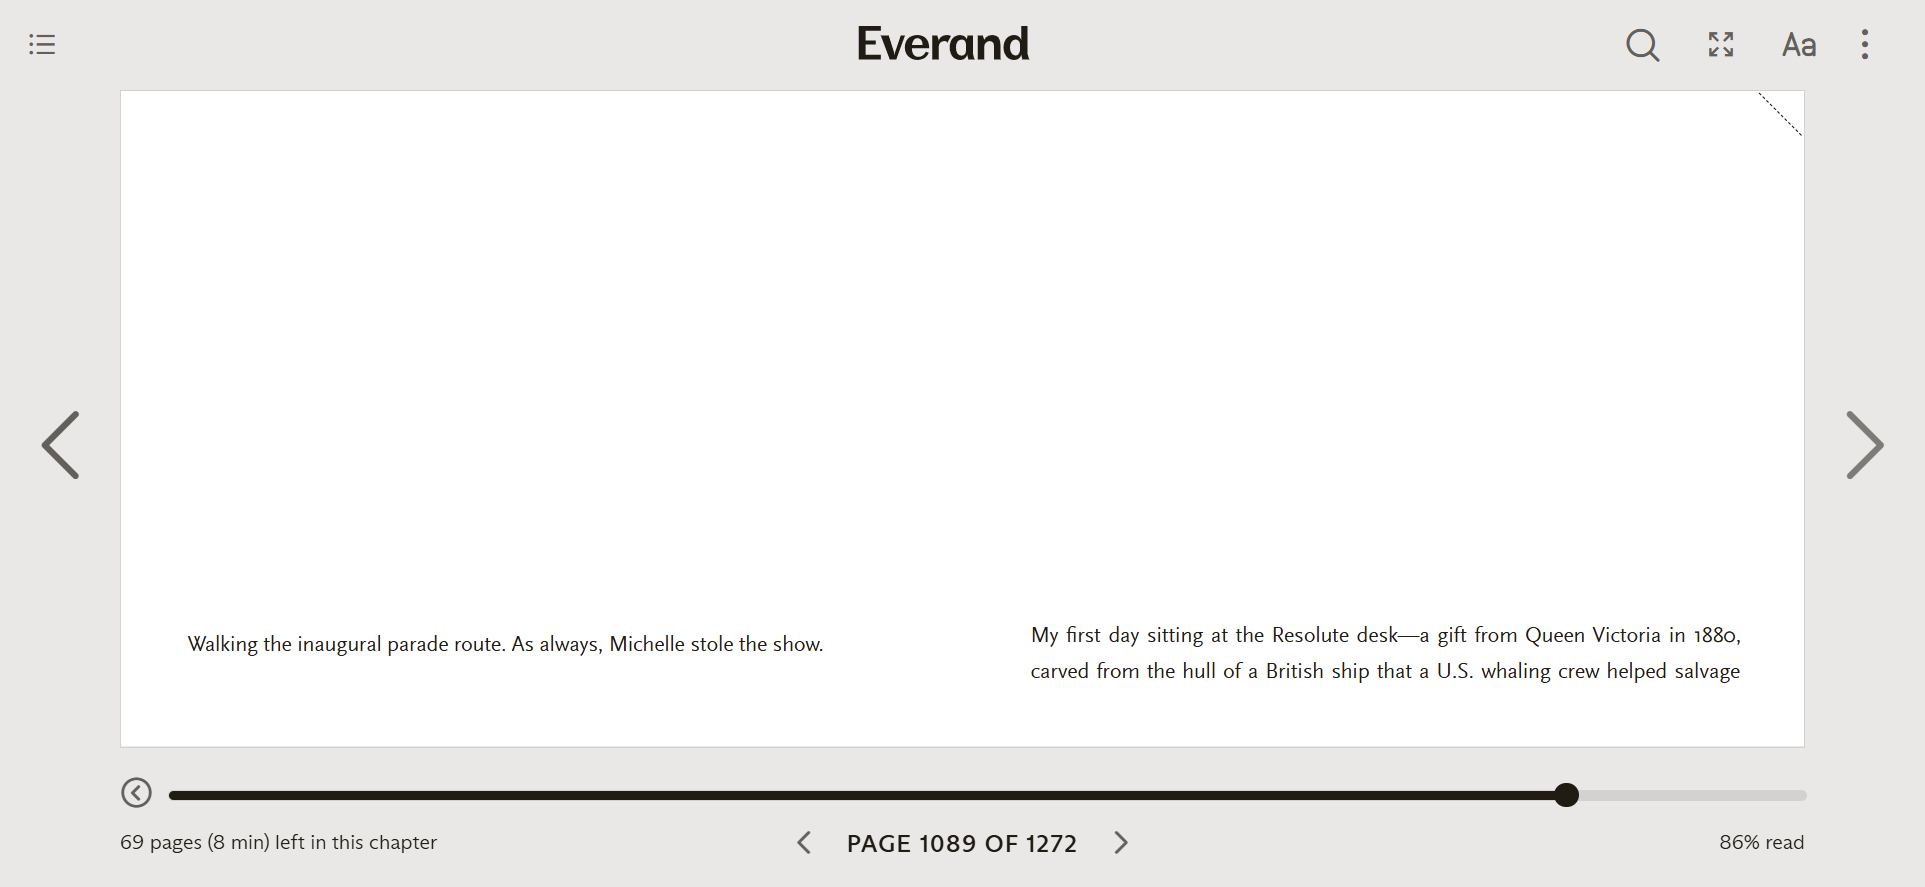 Everand
Aa
Walking the inaugural parade route. As always, Michelle stole the show.
My first day sitting at the Resolute desk—a gift from Queen Victoria in 1880,
carved from the hull of a British ship that a U.S. whaling crew helped salvage
69 pages (8 min) left in this chapter
PAGE 1089 OF 1272
86% read